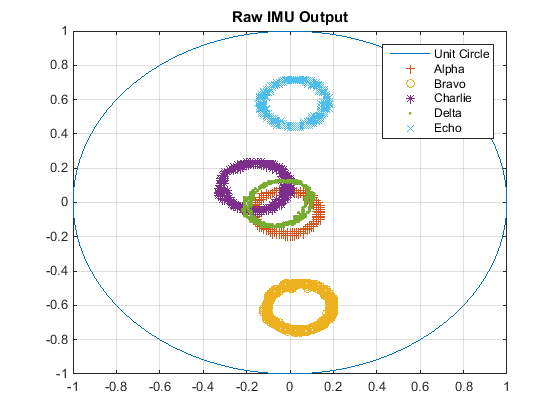 Raw IMU Output
Unit Circle
Alpha
Bravo
Charlie
Delta
Echo
1
0.8
0.6
0.4
0.2
0
-0.2
-0.4
-0.6
-0.8
-1
-1 -0.8 -0.6 -0.4 -0.2 0 0.2 0.4 0.6 0.8 1